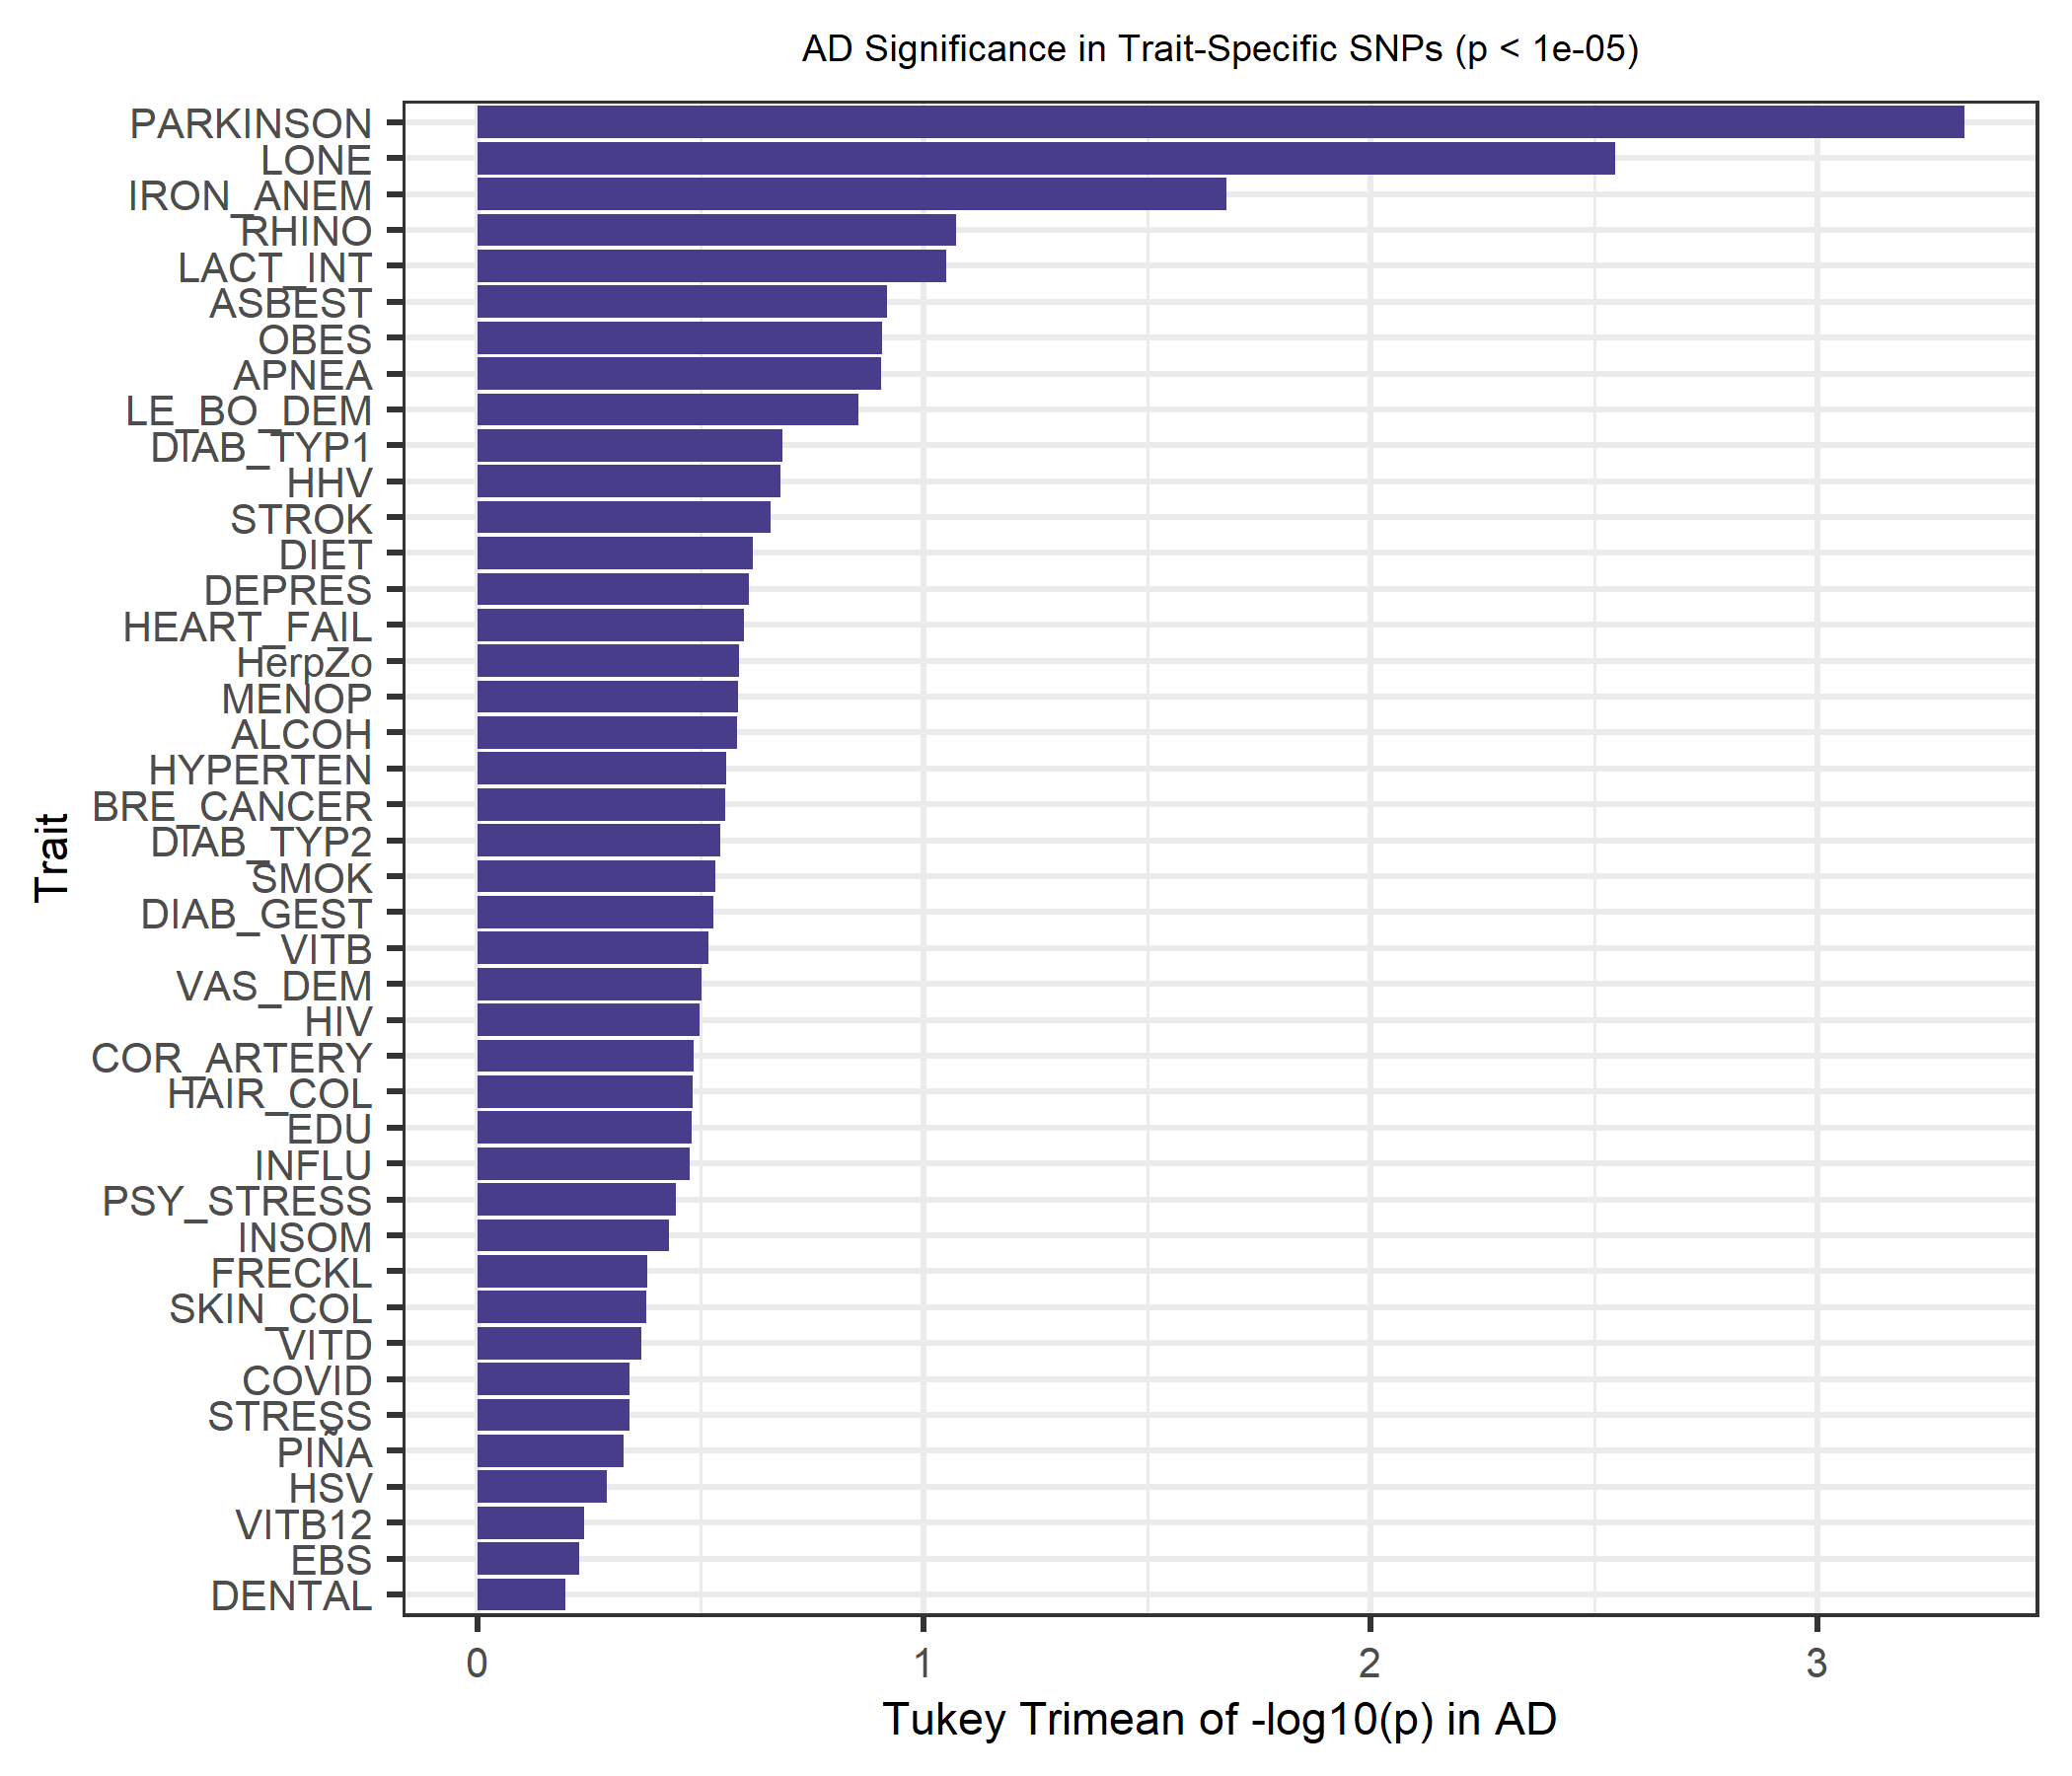 AD Significance in Trait-Specific SNPs (p < 1e-05)
PARKINSON
LONE
IRON_ANEM
RHINO
LACT_INT
ASBEST
OBES
APNEA
LE_BO_DEM
DIAB_TYP1
HHV
STROK
DIET
DEPRES
HEART_FAIL
HerpZo
MENOP
ALCOH
HYPERTEN
BRE_CANCER
DIAB_TYP2
SMOK
DIAB_GEST
VITB
VAS_DEM
HIV
COR_ARTERY
HAIR_COL
EDU
INFLU
PSY_STRESS
INSOM
FRECKL
SKIN_COL
VITD
COVID
STRESS
PIÑA
HSV
VITB12
EBS
DENTAL
Trait
0 1 2 3
Tukey Trimean of -log10(p) in AD